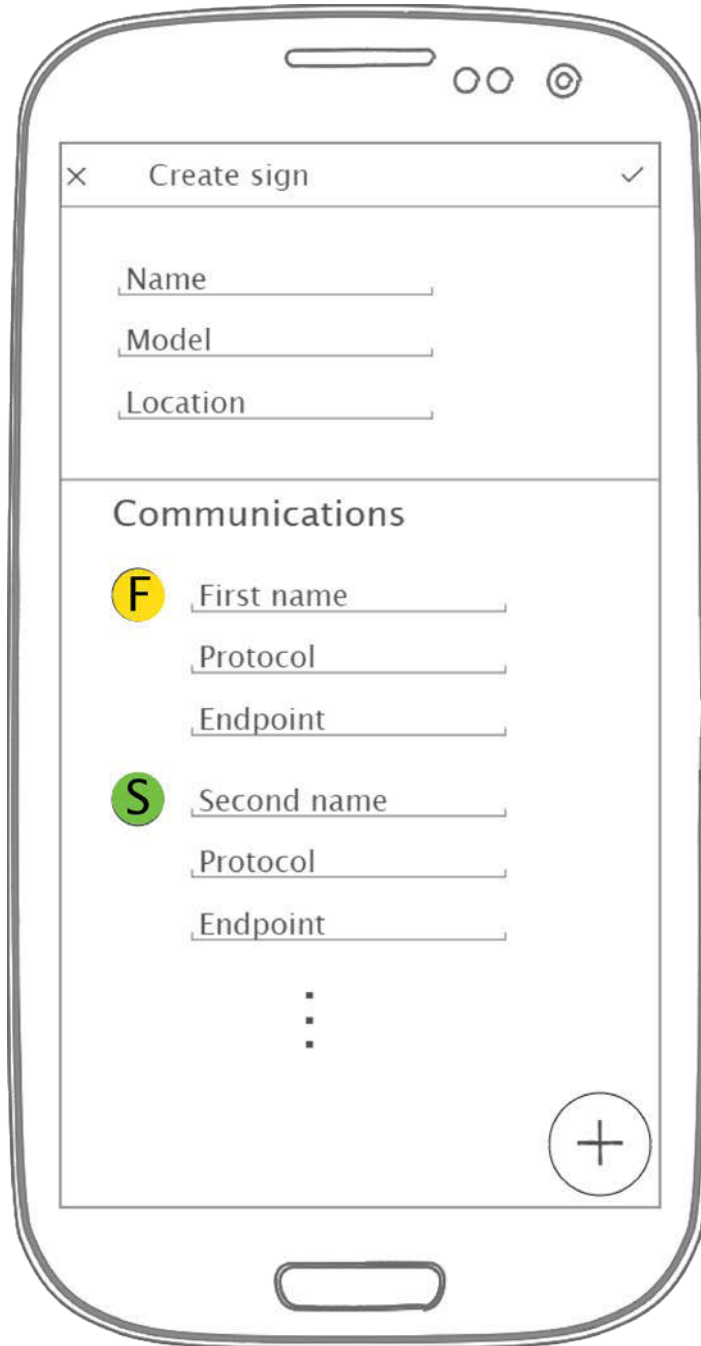 Create sign
Name
Model
Location
Communications
F First name
Protocol
Endpoint
S Second name
Protocol
Endpoint